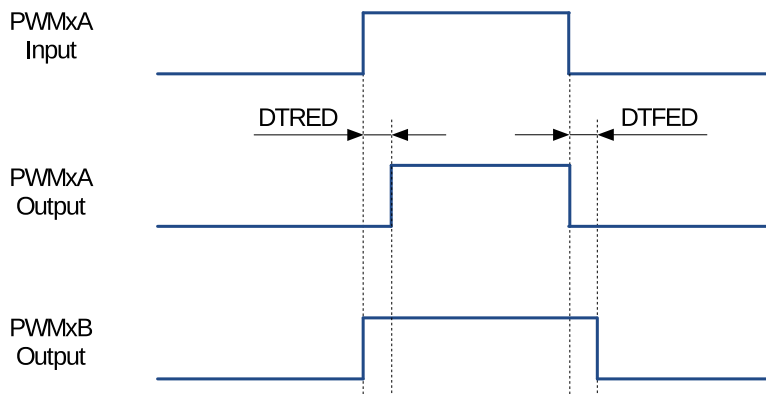 PWMxA
Input
DTRED
DTFED
PWMxA
Output
PWMxB
Output